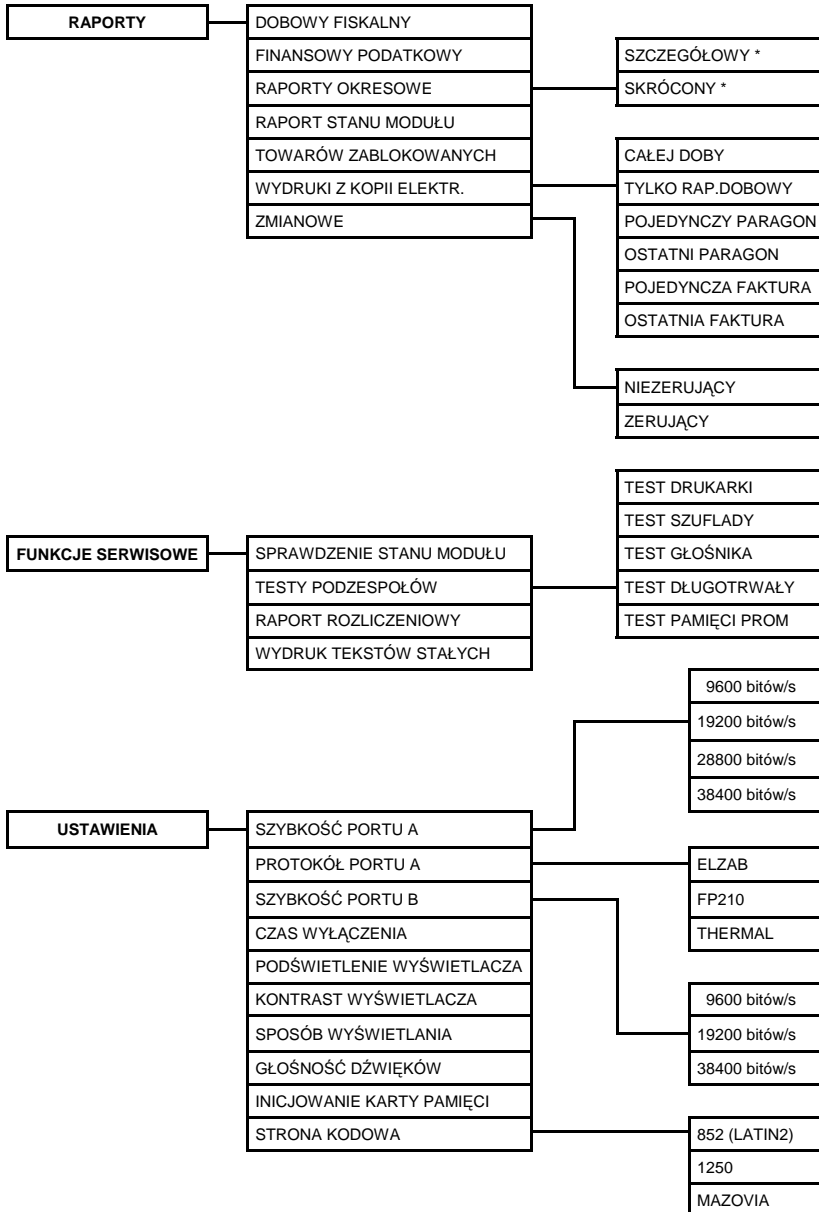 RAPORTY
DOBOWY FISKALNY
FINANSOWY PODATKOWY
RAPORTY OKRESOWE
RAPORT STANU MODUŁU
TOWARÓW ZABLOKOWANYCH
WYDRUKI Z KOPII ELEKTR.
ZMIANOWE
SZCZEGÓŁOWY *
SKRÓCONY *
CAŁEJ DOBY
TYLKO RAP.DOBOWY
POJEDYNCZY PARAGON
OSTATNI PARAGON
POJEDYNCZA FAKTURA
OSTATNIA FAKTURA
NIEZERUJĄCY
ZERUJĄCY
FUNKCJE SERWISOWE
SPRAWDZENIE STANU MODUŁU
TESTY PODZESPOŁÓW
RAPORT ROZLICZENIOWY
WYDRUK TEKSTÓW STAŁYCH
TEST DRUKARKI
TEST SZUFLADY
TEST GŁOŚNIKA
TEST DŁUGOTRWAŁY
TEST PAMIĘCI PROM
USTAWIENIA
SZYBKOŚĆ PORTU A
PROTOKÓŁ PORTU A
SZYBKOŚĆ PORTU B
CZAS WYŁĄCZENIA
PODŚWIETLENIE WYŚWIETLACZA
KONTRAST WYŚWIETLACZA
SPOSÓB WYŚWIETLANIA
GŁOŚNOŚĆ DŹWIĘKÓW
INICJOWANIE KARTY PAMIĘCI
STRONA KODOWA
9600 bitów/s
19200 bitów/s
28800 bitów/s
38400 bitów/s
ELZAB
FP210
THERMAL
9600 bitów/s
19200 bitów/s
38400 bitów/s
852 (LATIN2)
1250
MAZOVIA